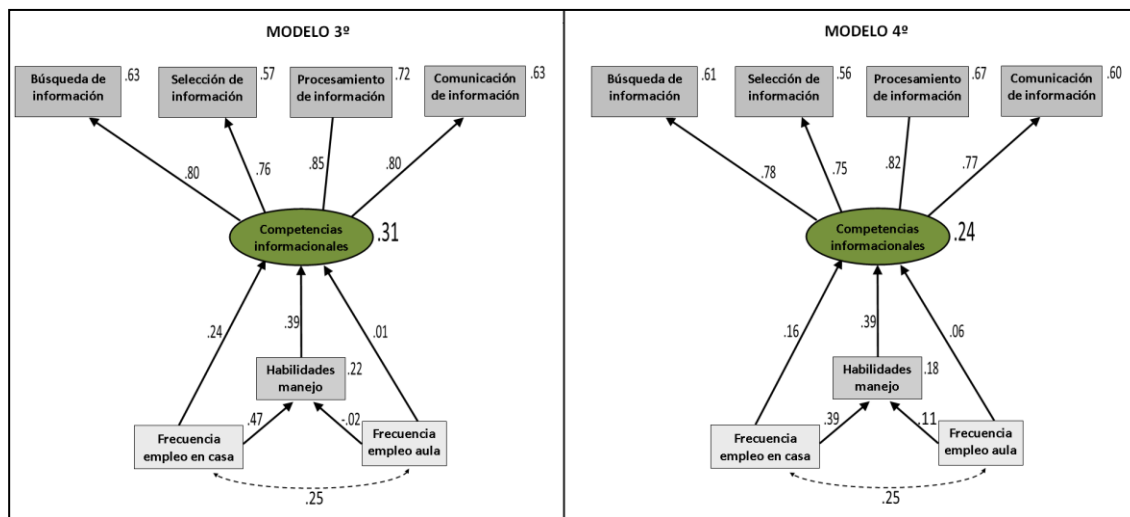 MODELO 3º
Búsqueda de
información
.63
Selección de
información
.57
Procesamiento
de información
.72
Comunicación
de información
.63
.80
.76
.85
.80
Competencias
informacionales
.31
.24
.39
.01
Habilidades
manejo
.22
.47
-.02
Frecuencia
empleo en casa
Frecuencia
empleo aula
.25
MODELO 4º
Búsqueda de
información
.61
Selección de
información
.56
Procesamiento
de información
.67
Comunicación
de información
.60
.78
.75
.82
.77
Competencias
informacionales
.24
.16
.39
.06
Habilidades
manejo
.18
.39
.11
Frecuencia
empleo en casa
Frecuencia
empleo aula
.25